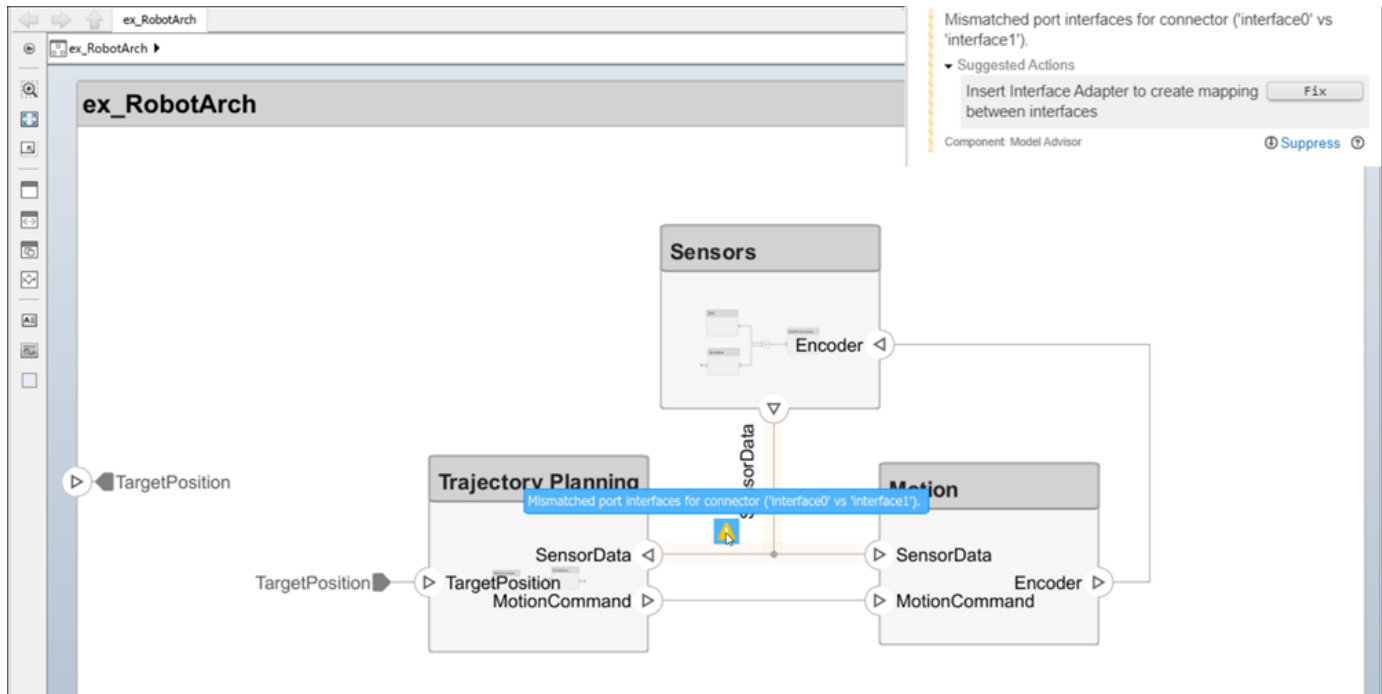 ex_RobotArch
ex_RobotArch
ex_RobotArch
Mismatched port interfaces for connector ('interface0' vs
'interface1').
Suggested Actions
Insert Interface Adapter to create mapping
between interfaces
Fix
Component: Model Advisor
Suppress
Sensors
Encoder
SensorData
TargetPosition
Trajectory Planning
Mismatched port interfaces for connector ('interface0' vs 'interface1').
Motion
SensorData
SensorData
TargetPosition
TargetPosition
Encoder
MotionCommand
MotionCommand